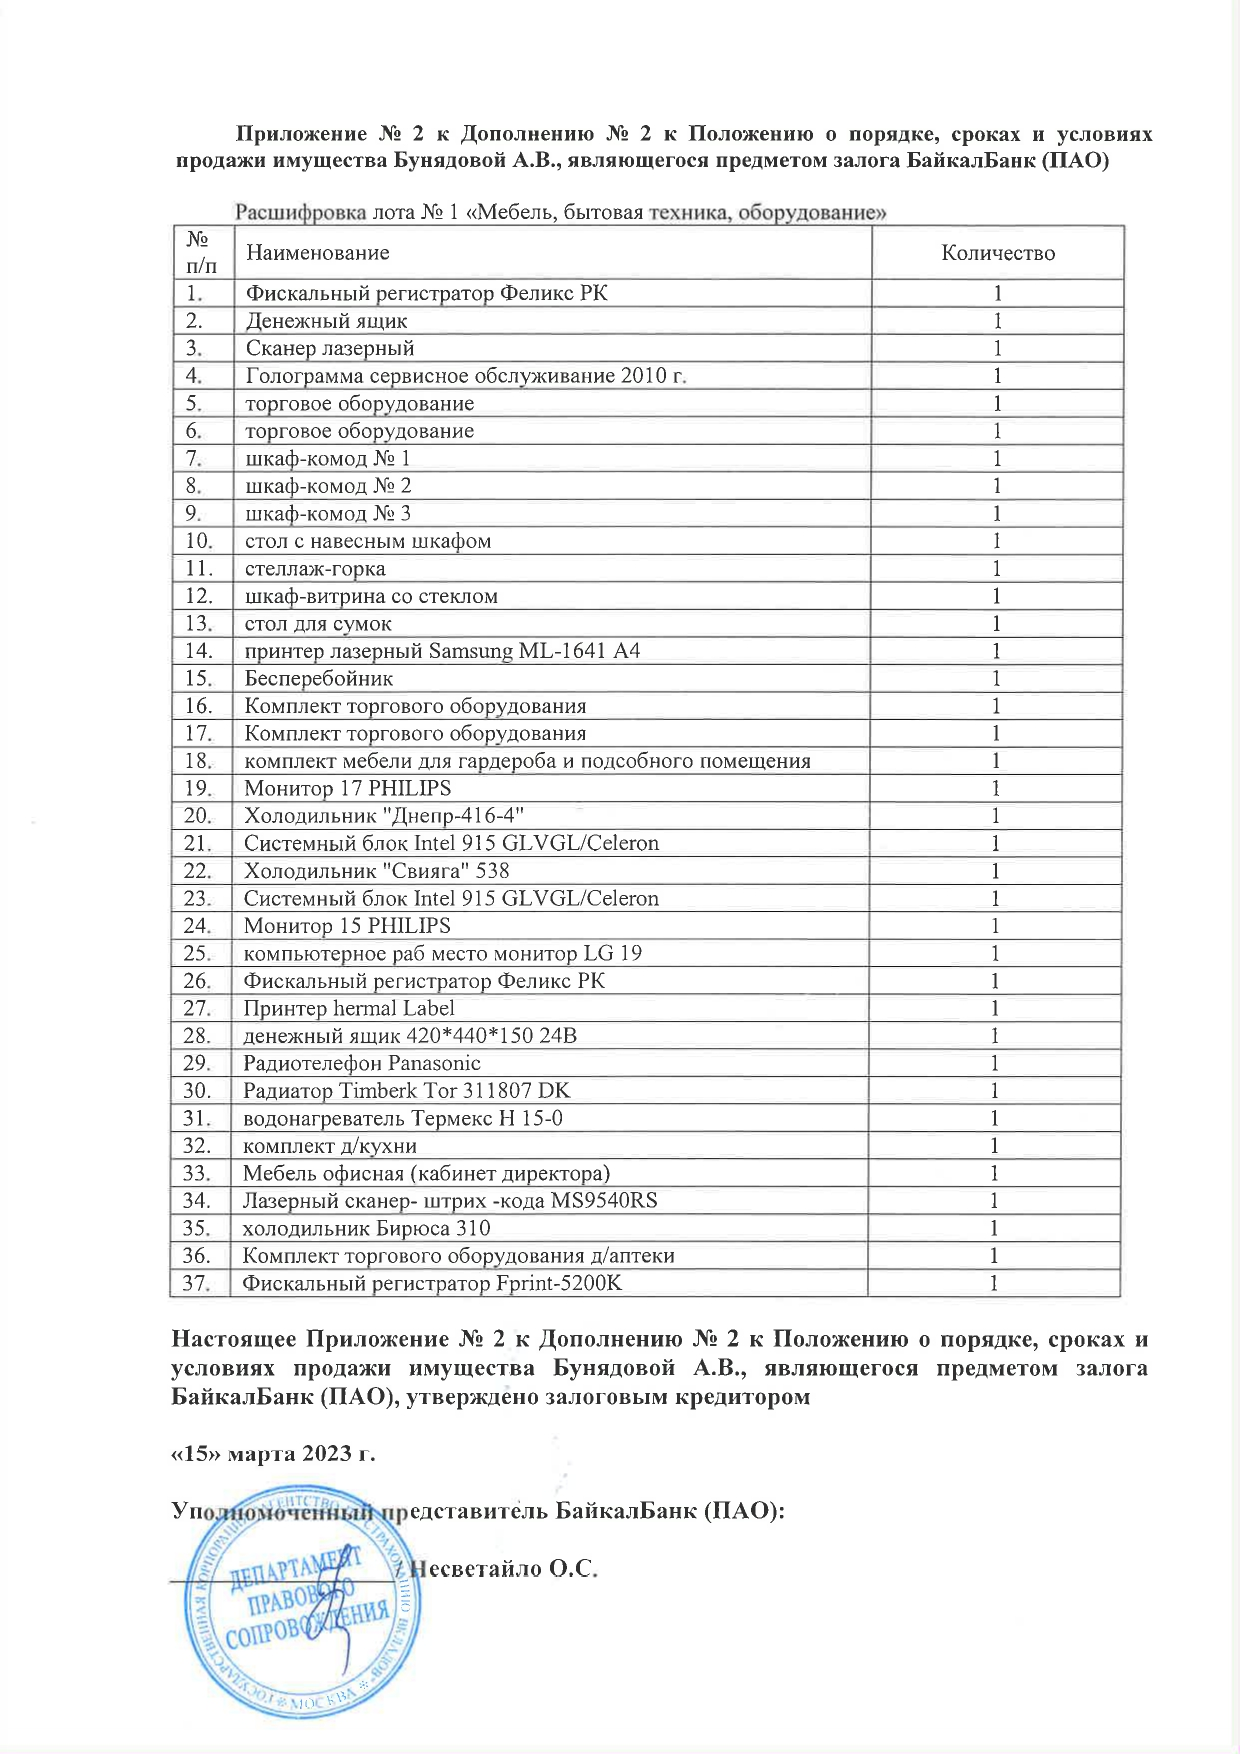 Приложение № 2 к Дополнению № 2 к Положению о порядке, сроках и условиях
продажи имущества Бунядовой А.В., являющегося предметом залога БайкалБанк (ПАО)
Расшифровка лота № 1 «Мебель, бытовая техника, оборудование»
№ п/п Наименование Количество
1. Фискальный регистратор Феликс РК 1
2. Денежный ящик 1
3. Сканер лазерный 1
4. Голограмма сервисное обслуживание 2010 г. 1
5. торговое оборудование 1
6. торговое оборудование 1
7. шкаф-комод № 1 1
8. шкаф-комод № 2 1
9. шкаф-комод № 3 1
10. стол с навесным шкафом 1
11. стеллаж-горка 1
12. шкаф-витрина со стеклом 1
13. стол для сумок 1
14. принтер лазерный Samsung ML-1641 A4 1
15. Бесперебойник 1
16. Комплект торгового оборудования 1
17. Комплект торгового оборудования 1
18. комплект мебели для гардероба и подсобного помещения 1
19. Монитор 17 PHILIPS 1
20. Холодильник "Днепр-416-4" 1
21. Системный блок Intel 915 GLVGL/Celeron 1
22. Холодильник "Свияга" 538 1
23. Системный блок Intel 915 GLVGL/Celeron 1
24. Монитор 15 PHILIPS 1
25. компьютерное раб место монитор LG 19 1
26. Фискальный регистратор Феликс РК 1
27. Принтер hermal Label 1
28. денежный ящик 420*440*150 24В 1
29. Радиотелефон Panasonic 1
30. Радиатор Timberk Tor 311807 DK 1
31. водонагреватель Термекс Н 15-0 1
32. комплект д/кухни 1
33. Мебель офисная (кабинет директора) 1
34. Лазерный сканер- штрих -кода MS9540RS 1
35. холодильник Бирюса 310 1
36. Комплект торгового оборудования д/аптеки 1
37. Фискальный регистратор Fprint-5200K 1
Настоящее Приложение № 2 к Дополнению № 2 к Положению о порядке, сроках и
условиях продажи имущества Бунядовой А.В., являющегося предметом залога
БайкалБанк (ПАО), утверждено залоговым кредитором
«15» марта 2023 г.
Уполномоченный представитель БайкалБанк (ПАО):
/ Несветайло О.С.
ДЕПАРТАМЕНТ
ПРАВОВОГО
СОПРОВОЖДЕНИЯ
ГОСУДАРСТВЕННАЯ КОРПОРАЦИЯ АГЕНТСТВО ПО СТРАХОВАНИЮ ВКЛАДОВ
МОСКВА